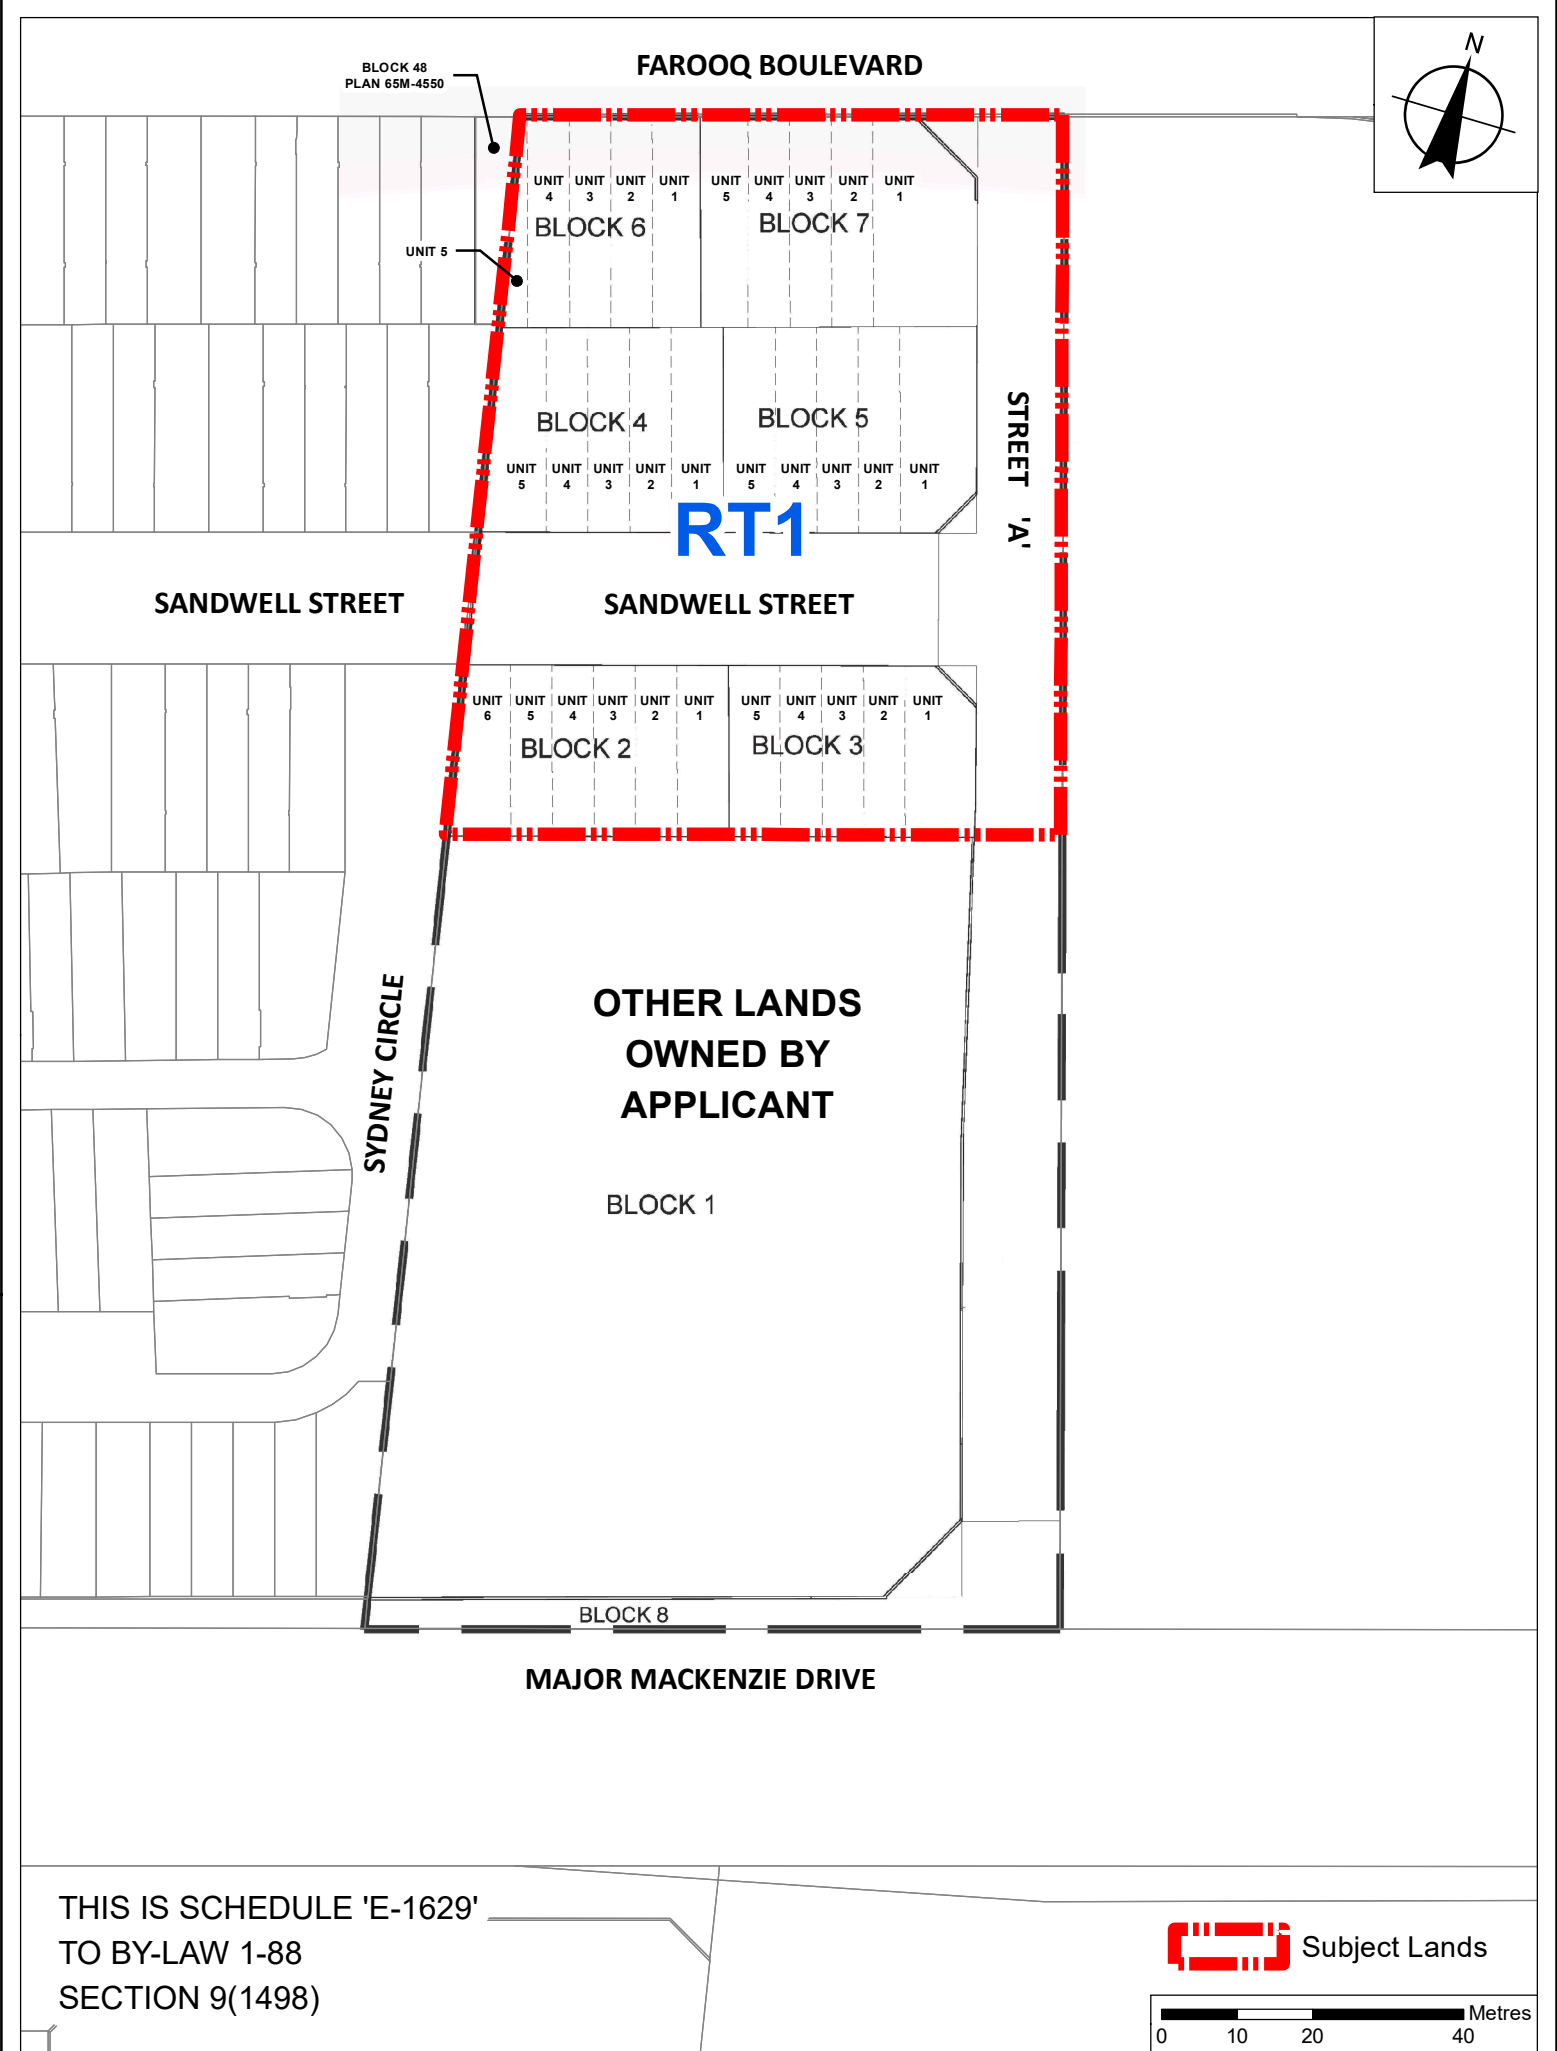 FAROOQ BOULEVARD
N
BLOCK 48
PLAN 65M-4550
UNIT 4
UNIT 3
UNIT 2
UNIT 1
UNIT 5
UNIT 4
UNIT 3
UNIT 2
UNIT 1
BLOCK 6
BLOCK 7
UNIT 5
BLOCK 4
BLOCK 5
UNIT 5
UNIT 4
UNIT 3
UNIT 2
UNIT 1
UNIT 5
UNIT 4
UNIT 3
UNIT 2
UNIT 1
STREET 'A'
RT1
SANDWELL STREET
SANDWELL STREET
UNIT 6
UNIT 5
UNIT 4
UNIT 3
UNIT 2
UNIT 1
UNIT 5
UNIT 4
UNIT 3
UNIT 2
UNIT 1
BLOCK 2
BLOCK 3
OTHER LANDS
OWNED BY
APPLICANT
SYDNEY CIRCLE
BLOCK 1
BLOCK 8
MAJOR MACKENZIE DRIVE
THIS IS SCHEDULE 'E-1629'
TO BY-LAW 1-88
SECTION 9(1498)
Subject Lands
Metres
0 10 20 40